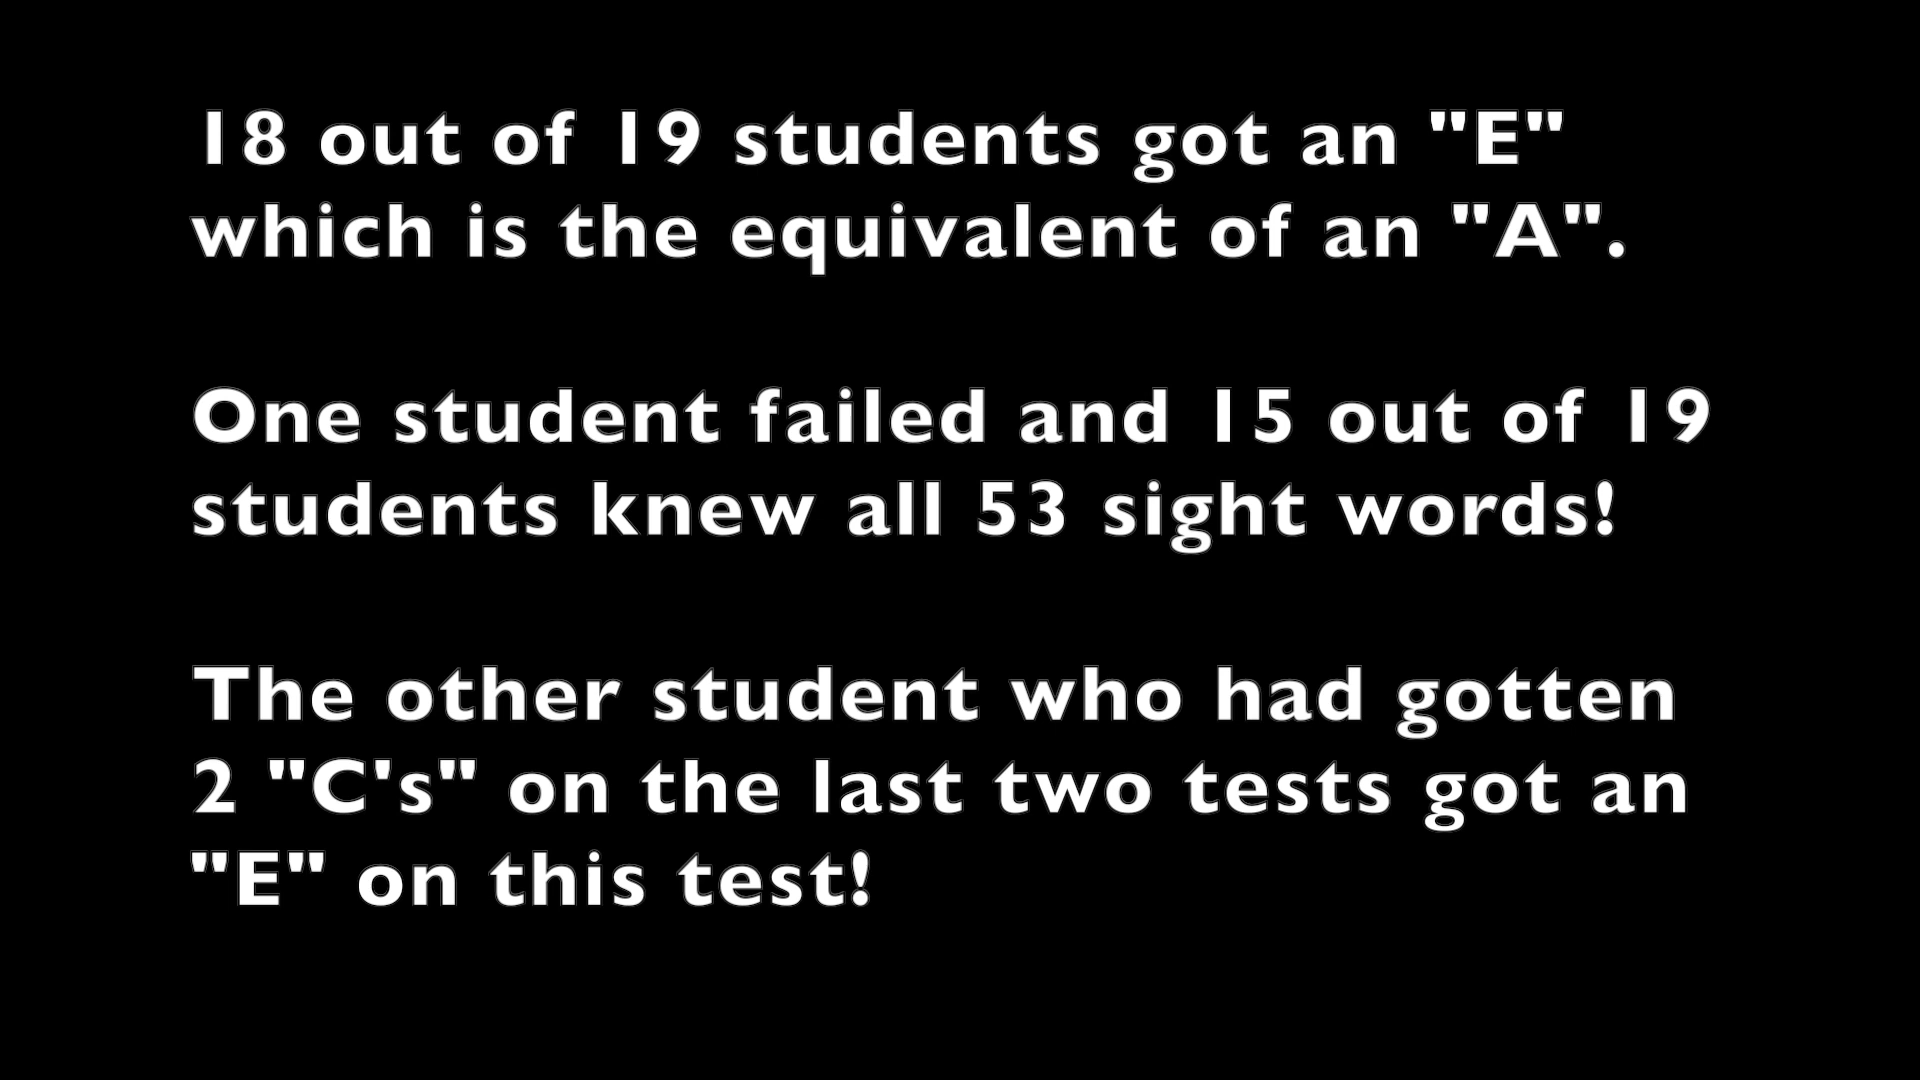 18 out of 19 students got an "E"
which is the equivalent of an "A".
One student failed and 15 out of 19
students knew all 53 sight words!
The other student who had gotten
2 "C's" on the last two tests got an
"E" on this test!